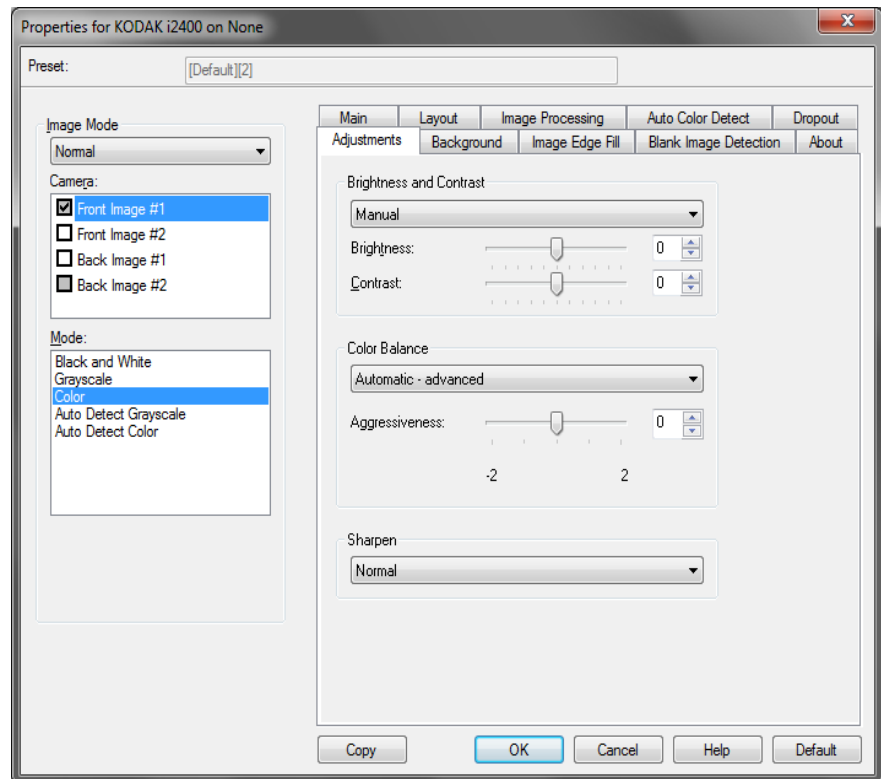 Properties for KODAK i2400 on None
x
Preset:
[Default][2]
Image Mode
Normal
Camera:
Front Image #1
Front Image #2
Back Image #1
Back Image #2
Mode:
Black and White
Grayscale
Color
Auto Detect Grayscale
Auto Detect Color
Main Layout Image Processing Auto Color Detect Dropout
Adjustments Background Image Edge Fill Blank Image Detection About
Brightness and Contrast
Manual
Brightness: 0
Contrast: 0
Color Balance
Automatic - advanced
Aggressiveness: 0
-2 2
Sharpen
Normal
Copy OK Cancel Help Default